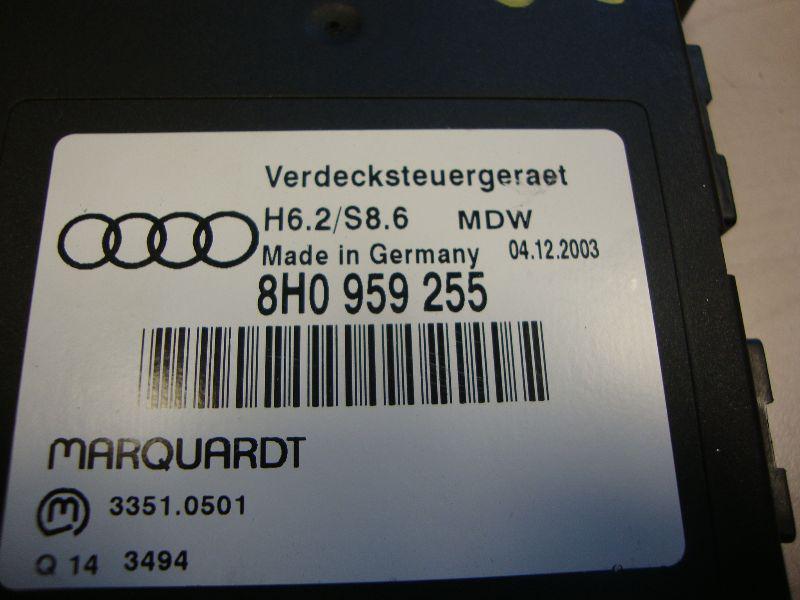 Verdecksteuergeraet
H6.2/S8.6 MDW
Made in Germany 04.12.2003
8H0 959 255
MARQUARDT
m 3351.0501
Q 14 3494